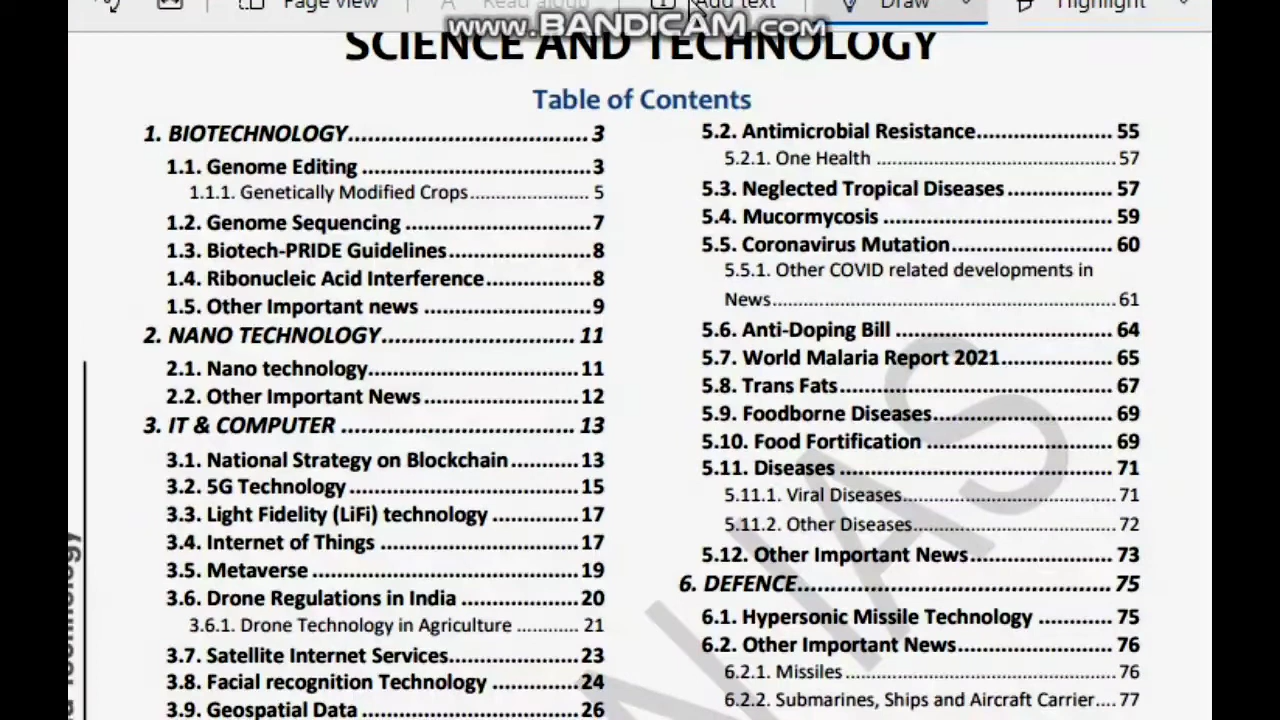 Page view
Read aloud
Add text
Draw
Highlight
www.BANDICAM.com
SCIENCE AND TECHNOLOGY
Table of Contents
1. BIOTECHNOLOGY.................................. 3
1.1. Genome Editing .................................3
1.1.1. Genetically Modified Crops....................... 5
1.2. Genome Sequencing ...........................7
1.3. Biotech-PRIDE Guidelines.....................8
1.4. Ribonucleic Acid Interference...............8
1.5. Other Important news ........................9
2. NANO TECHNOLOGY............................. 11
2.1. Nano technology................................11
2.2. Other Important News .......................12
3. IT & COMPUTER .................................. 13
3.1. National Strategy on Blockchain..........13
3.2. 5G Technology ...................................15
3.3. Light Fidelity (LiFi) technology .............17
3.4. Internet of Things ..............................17
3.5. Metaverse ........................................19
3.6. Drone Regulations in India ..................20
3.6.1. Drone Technology in Agriculture ............ 21
3.7. Satellite Internet Services....................23
3.8. Facial recognition Technology .............24
3.9. Geospatial Data .................................26
5.2. Antimicrobial Resistance.................... 55
5.2.1. One Health ............................................. 57
5.3. Neglected Tropical Diseases ............... 57
5.4. Mucormycosis .................................. 59
5.5. Coronavirus Mutation........................ 60
5.5.1. Other COVID related developments in
News................................................................ 61
5.6. Anti-Doping Bill ................................. 64
5.7. World Malaria Report 2021................. 65
5.8. Trans Fats......................................... 67
5.9. Foodborne Diseases........................... 69
5.10. Food Fortification ............................ 69
5.11. Diseases ......................................... 71
5.11.1. Viral Diseases........................................ 71
5.11.2. Other Diseases...................................... 72
5.12. Other Important News..................... 73
6. DEFENCE................................................ 75
6.1. Hypersonic Missile Technology .......... 75
6.2. Other Important News....................... 76
6.2.1. Missiles .................................................. 76
6.2.2. Submarines, Ships and Aircraft Carrier.... 77